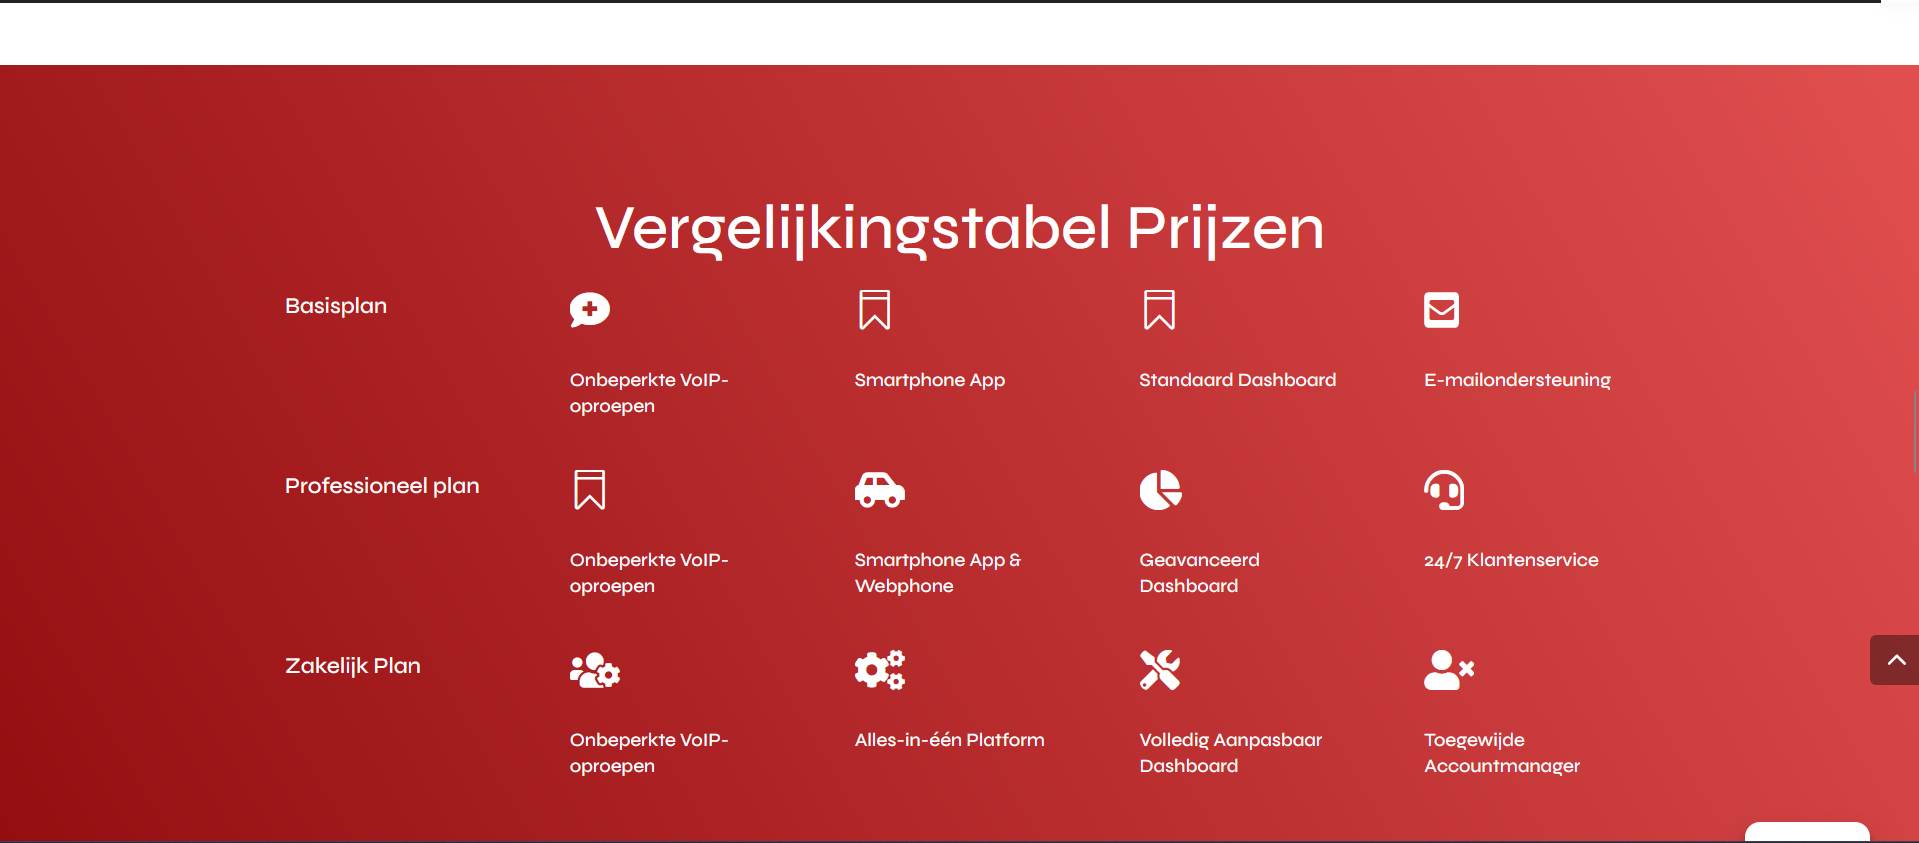 Vergelijkingstabel Prijzen
Basisplan
Onbeperkte VoIP-
oproepen
Smartphone App
Standaard Dashboard
E-mailondersteuning
Professioneel plan
Onbeperkte VoIP-
oproepen
Smartphone App &
Webphone
Geavanceerd
Dashboard
24/7 Klantenservice
Zakelijk Plan
Onbeperkte VoIP-
oproepen
Alles-in-één Platform
Volledig Aanpasbaar
Dashboard
Toegewijde
Accountmanager